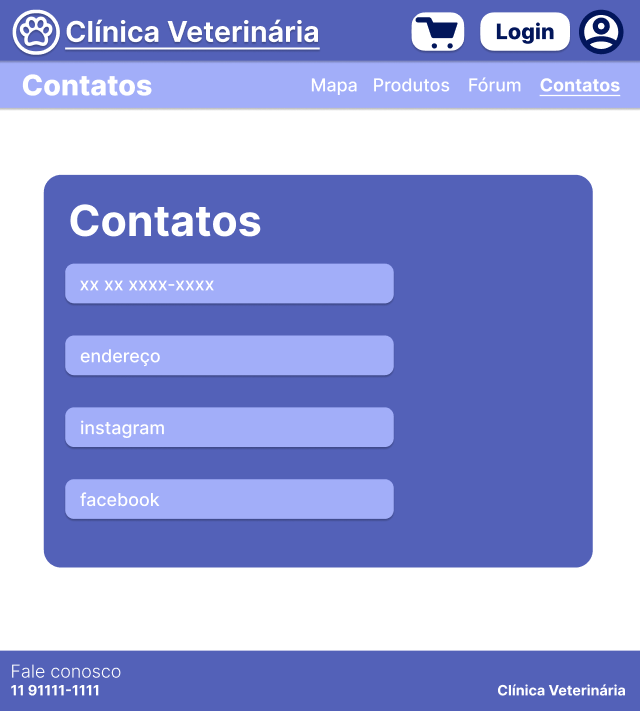 Clínica Veterinária
Login
Contatos
Mapa Produtos Fórum Contatos
Contatos
xx xx xxxx-xxxx
endereço
instagram
facebook
Fale conosco
11 91111-1111
Clínica Veterinária